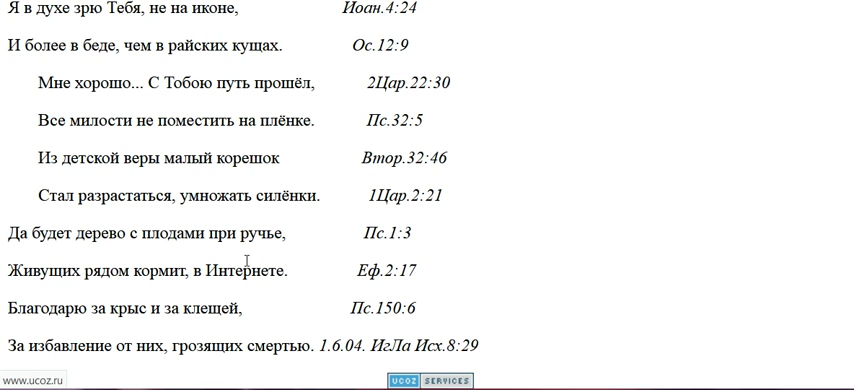 Я в духе зрю Тебя, не на иконе, Иоан.4:24
И более в беде, чем в райских кущах. Ос.12:9
Мне хорошо... С Тобою путь прошёл, 2Цар.22:30
Все милости не поместить на плёнке. Пс.32:5
Из детской веры малый корешок Втор.32:46
Стал разрастаться, умножать силёнки. 1Цар.2:21
Да будет дерево с плодами при ручье, Пс.1:3
Живущих рядом кормит, в Интернете. Еф.2:17
Благодарю за крыс и за клещей, Пс.150:6
За избавление от них, грозящих смертью. 1.6.04. ИгЛа Исх.8:29
www.ucoz.ru
UCOZ SERVICES